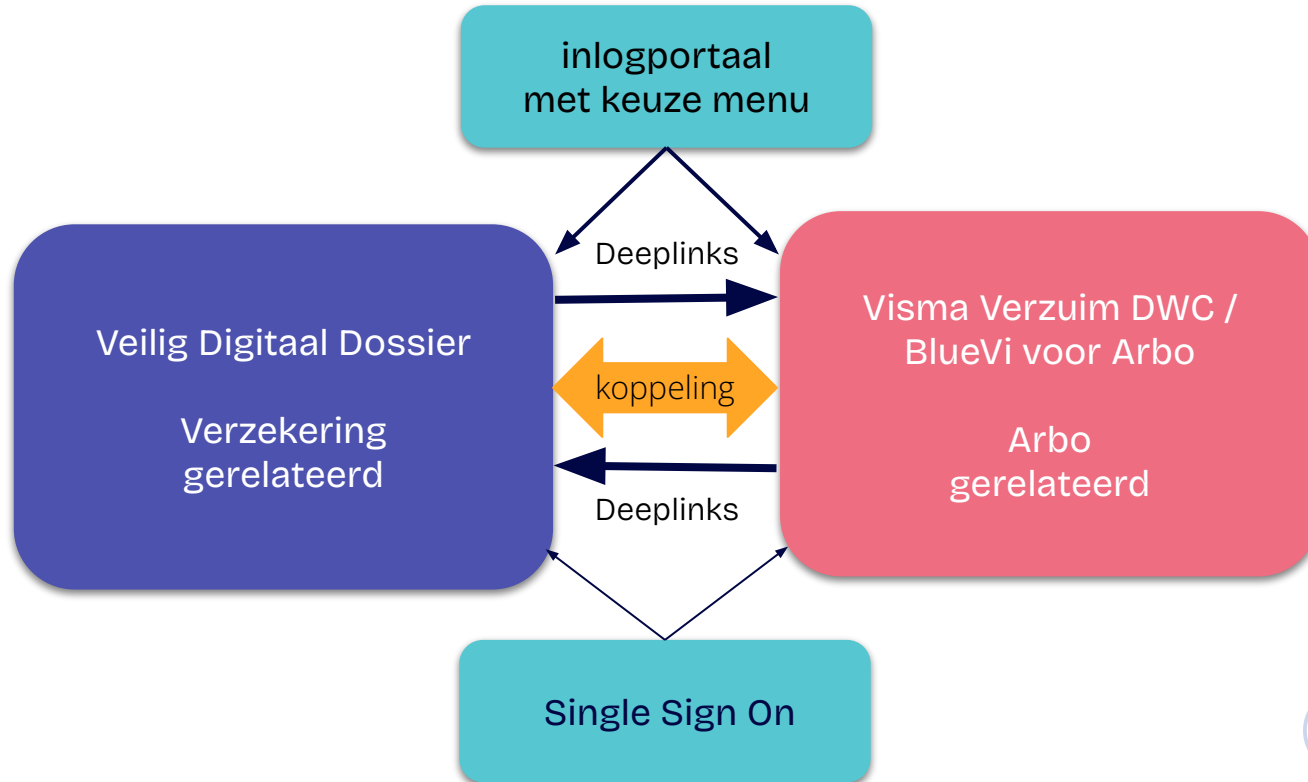 inlogportaal
met keuze menu
Deeplinks
Veilig Digitaal Dossier
Verzekering
gerelateerd
koppeling
Visma Verzuim DWC /
BlueVi voor Arbo
Arbo
gerelateerd
Deeplinks
Single Sign On